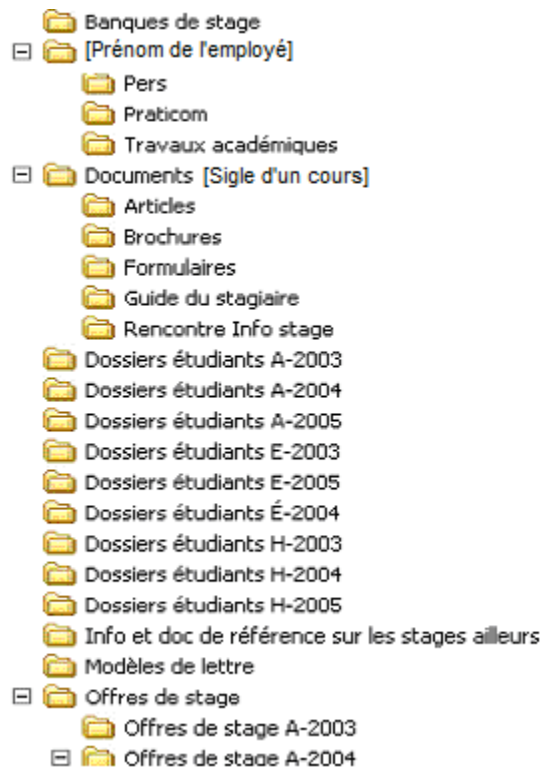 Banques de stage
[Prénom de l'employé]
Pers
Praticom
Travaux académiques
Documents [Sigle d'un cours]
Articles
Brochures
Formulaires
Guide du stagiaire
Rencontre Info stage
Dossiers étudiants A-2003
Dossiers étudiants A-2004
Dossiers étudiants A-2005
Dossiers étudiants E-2003
Dossiers étudiants E-2005
Dossiers étudiants É-2004
Dossiers étudiants H-2003
Dossiers étudiants H-2004
Dossiers étudiants H-2005
Info et doc de référence sur les stages ailleurs
Modèles de lettre
Offres de stage
Offres de stage A-2003
Offres de stage A-2004